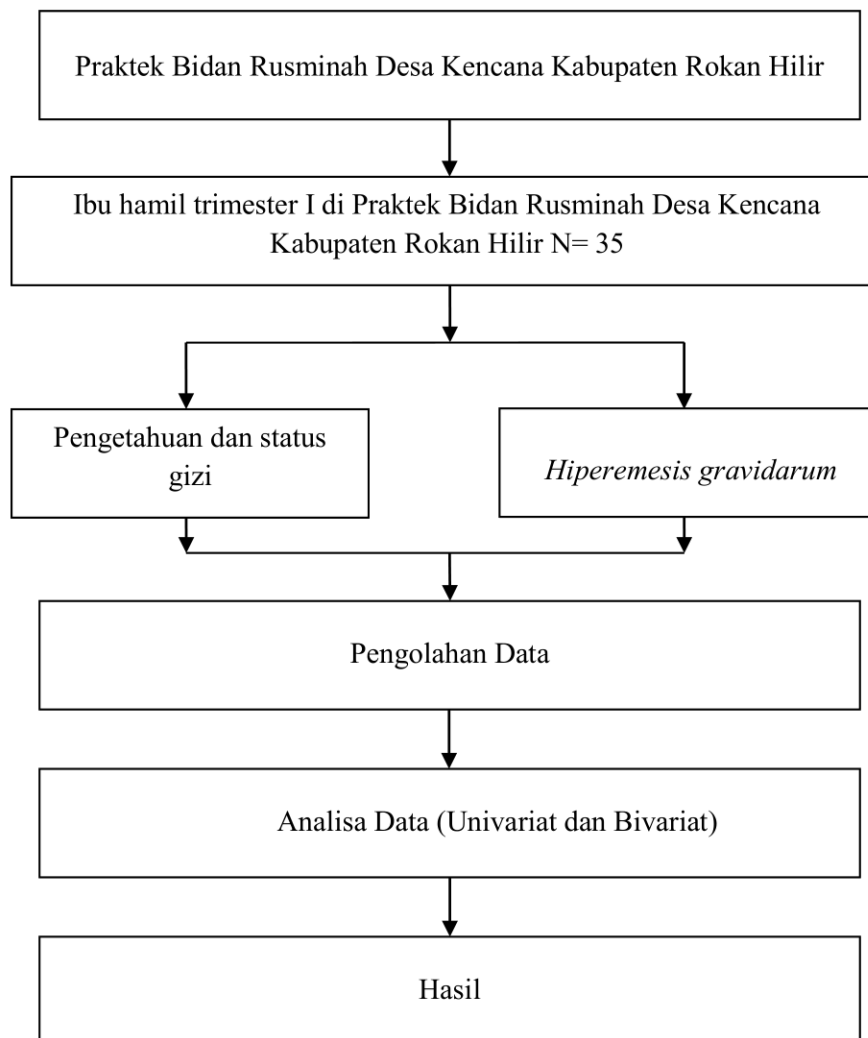 Praktek Bidan Rusminah Desa Kencana Kabupaten Rokan Hilir
Ibu hamil trimester I di Praktek Bidan Rusminah Desa Kencana
Kabupaten Rokan Hilir N= 35
Pengetahuan dan status
gizi
Hiperemesis gravidarum
Pengolahan Data
Analisa Data (Univariat dan Bivariat)
Hasil